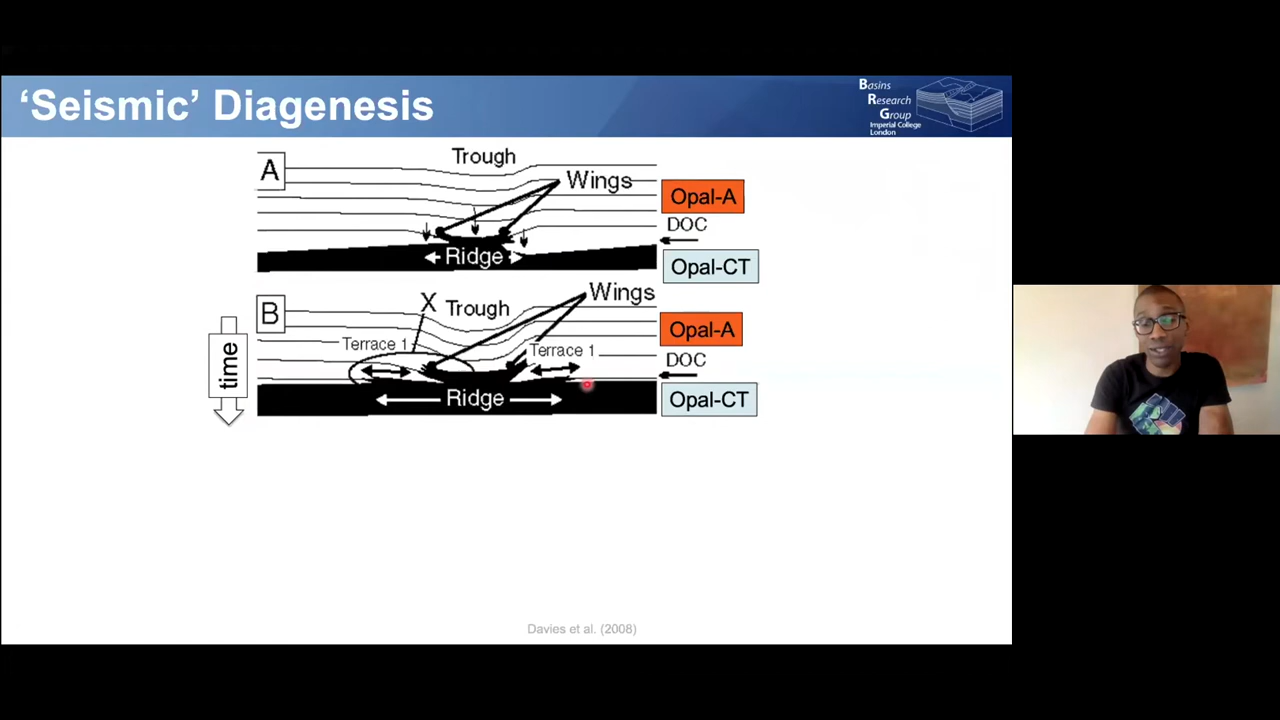 ‘Seismic’ Diagenesis
Basins
Research
Group
Imperial College
London
A
Trough
Wings
Opal-A
DOC
Ridge
Opal-CT
B
X
Trough
Wings
Opal-A
Terrace 1
Terrace 1
DOC
time
Ridge
Opal-CT
Davies et al. (2008)